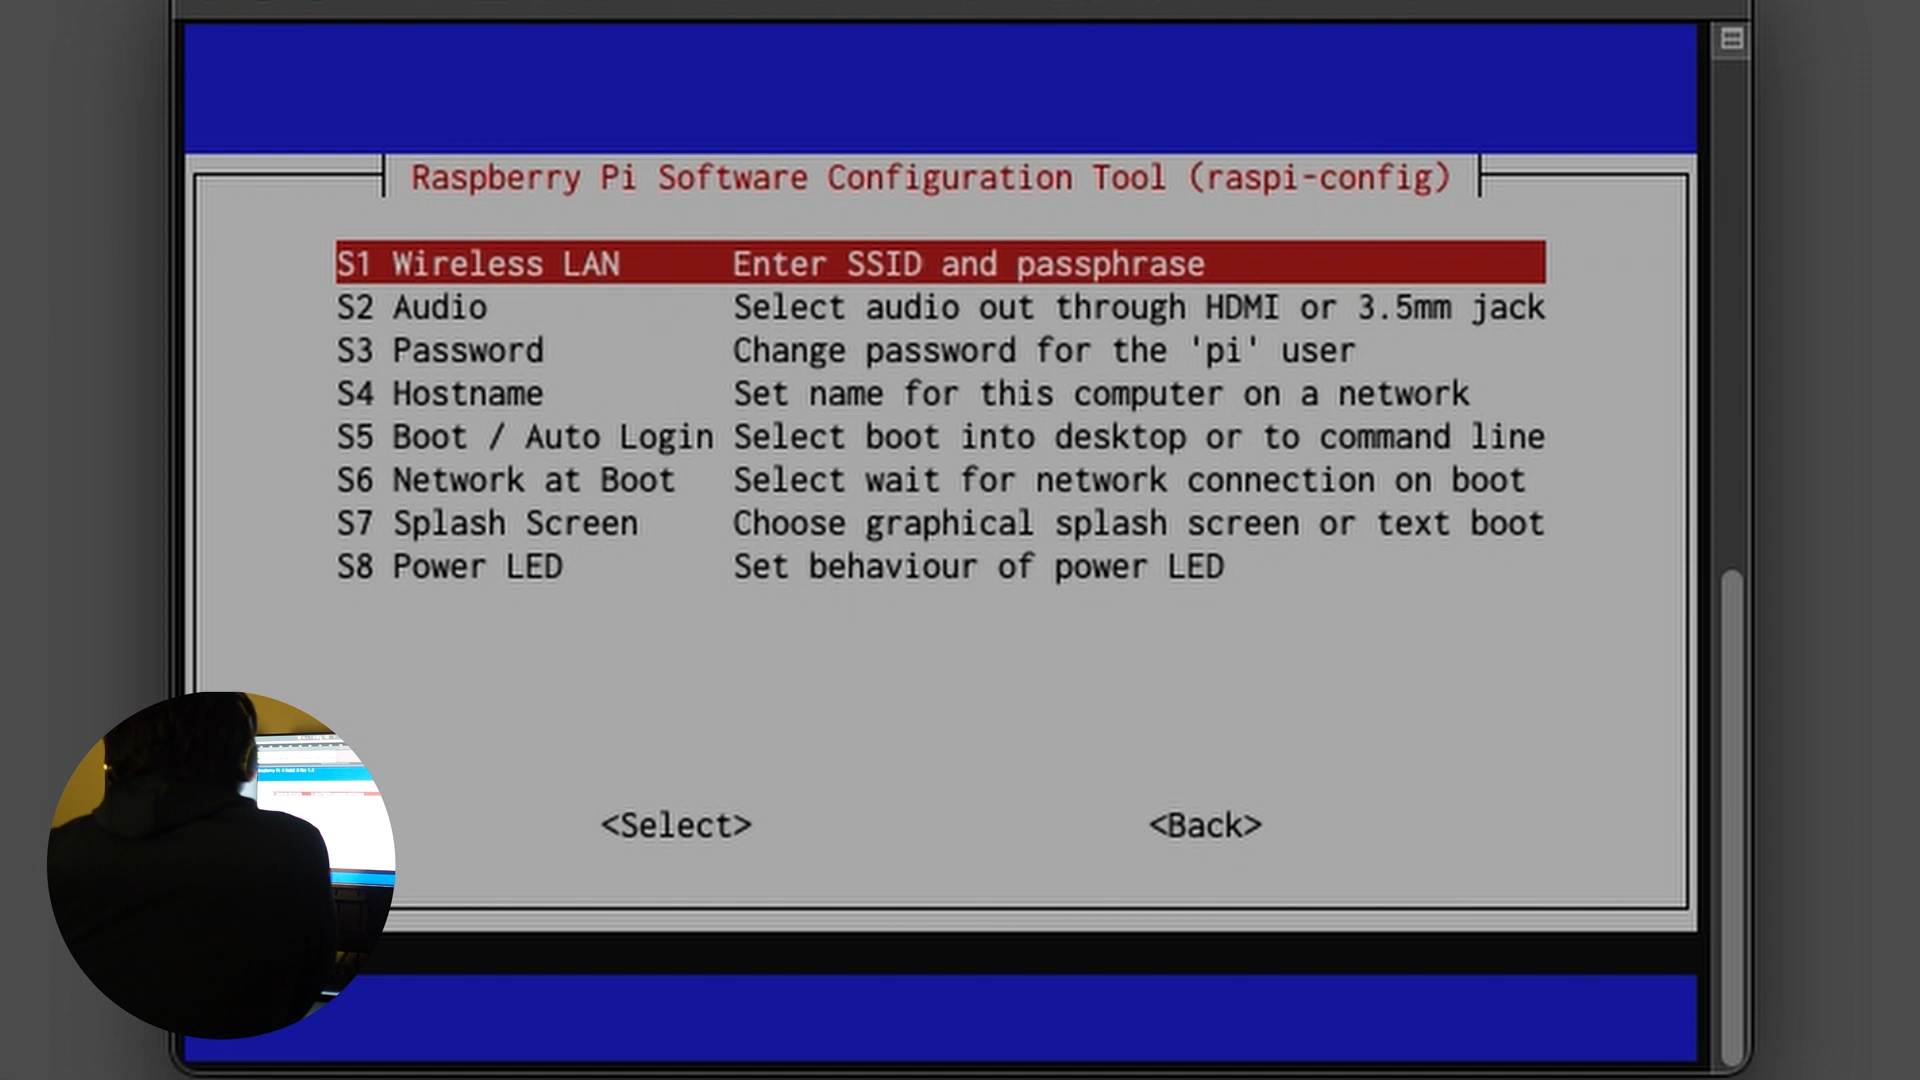 Raspberry Pi Software Configuration Tool (raspi-config)
S1 Wireless LAN Enter SSID and passphrase
S2 Audio Select audio out through HDMI or 3.5mm jack
S3 Password Change password for the 'pi' user
S4 Hostname Set name for this computer on a network
S5 Boot / Auto Login Select boot into desktop or to command line
S6 Network at Boot Select wait for network connection on boot
S7 Splash Screen Choose graphical splash screen or text boot
S8 Power LED Set behaviour of power LED
<Select> <Back>